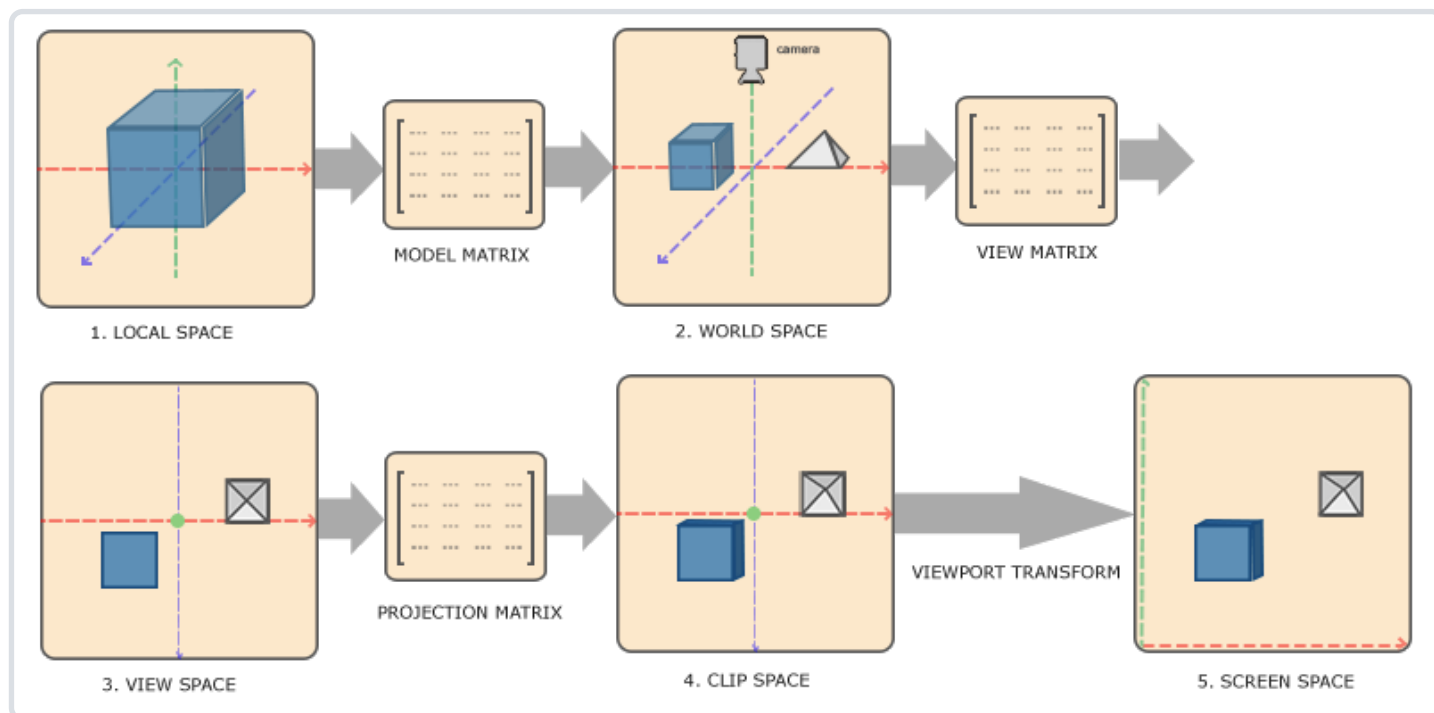 camera
MODEL MATRIX
VIEW MATRIX
1. LOCAL SPACE
2. WORLD SPACE
PROJECTION MATRIX
VIEWPORT TRANSFORM
3. VIEW SPACE
4. CLIP SPACE
5. SCREEN SPACE